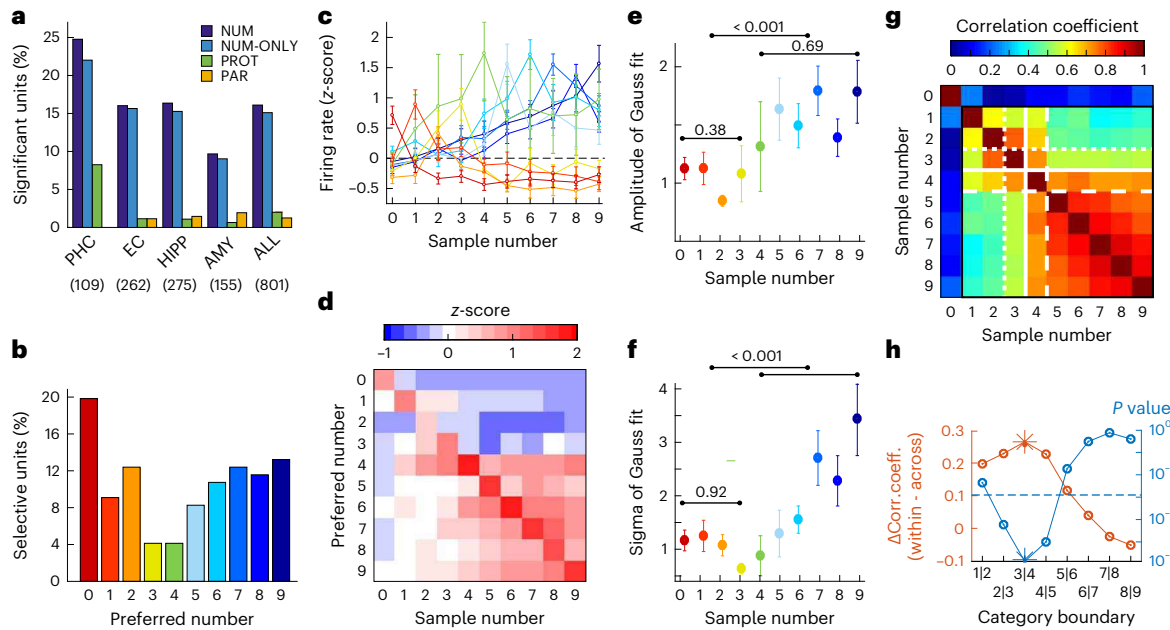 a
Significant units (%)
25
20
15
10
5
0
NUM
NUM-ONLY
PROT
PAR
PHC EC HIPP AMY ALL
(109) (262) (275) (155) (801)
b
Selective units (%)
20
16
12
8
4
0
0 1 2 3 4 5 6 7 8 9
Preferred number
c
Firing rate (z-score)
2
1.5
1
0.5
0
−0.5
0 1 2 3 4 5 6 7 8 9
Sample number
d
z-score
−1 0 1 2
Preferred number
0
1
2
3
4
5
6
7
8
9
0 1 2 3 4 5 6 7 8 9
Sample number
e
Amplitude of Gauss fit
< 0.001
0.69
0.38
2
1
0 1 2 3 4 5 6 7 8 9
Sample number
f
Sigma of Gauss fit
< 0.001
0.92
4
3
2
1
0 1 2 3 4 5 6 7 8 9
Sample number
g
Correlation coefficient
0 0.2 0.4 0.6 0.8 1
Sample number
0
1
2
3
4
5
6
7
8
9
0 1 2 3 4 5 6 7 8 9
Sample number
h
P value
ΔCorr.coeff.
(within - across)
0.3
0.2
0.1
0
−0.1
10⁰
1|2 3|4 5|6 7|8
2|3 4|5 6|7 8|9
Category boundary